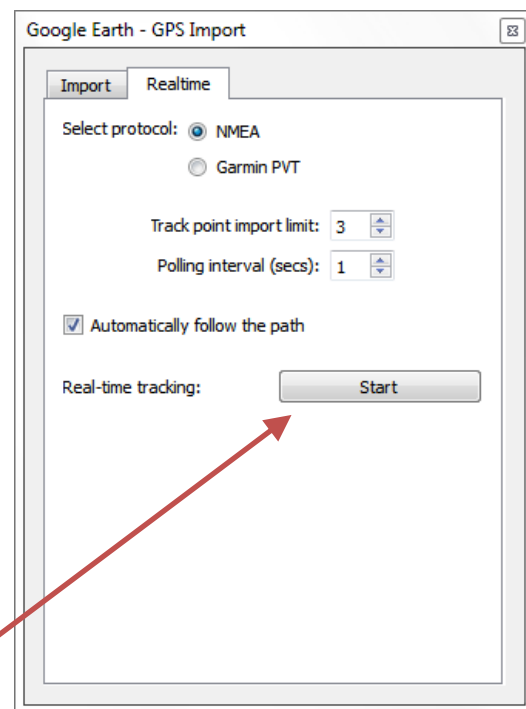 Google Earth - GPS Import
Import Realtime
Select protocol: NMEA
Garmin PVT
Track point import limit: 3
Polling interval (secs): 1
Automatically follow the path
Real-time tracking: Start